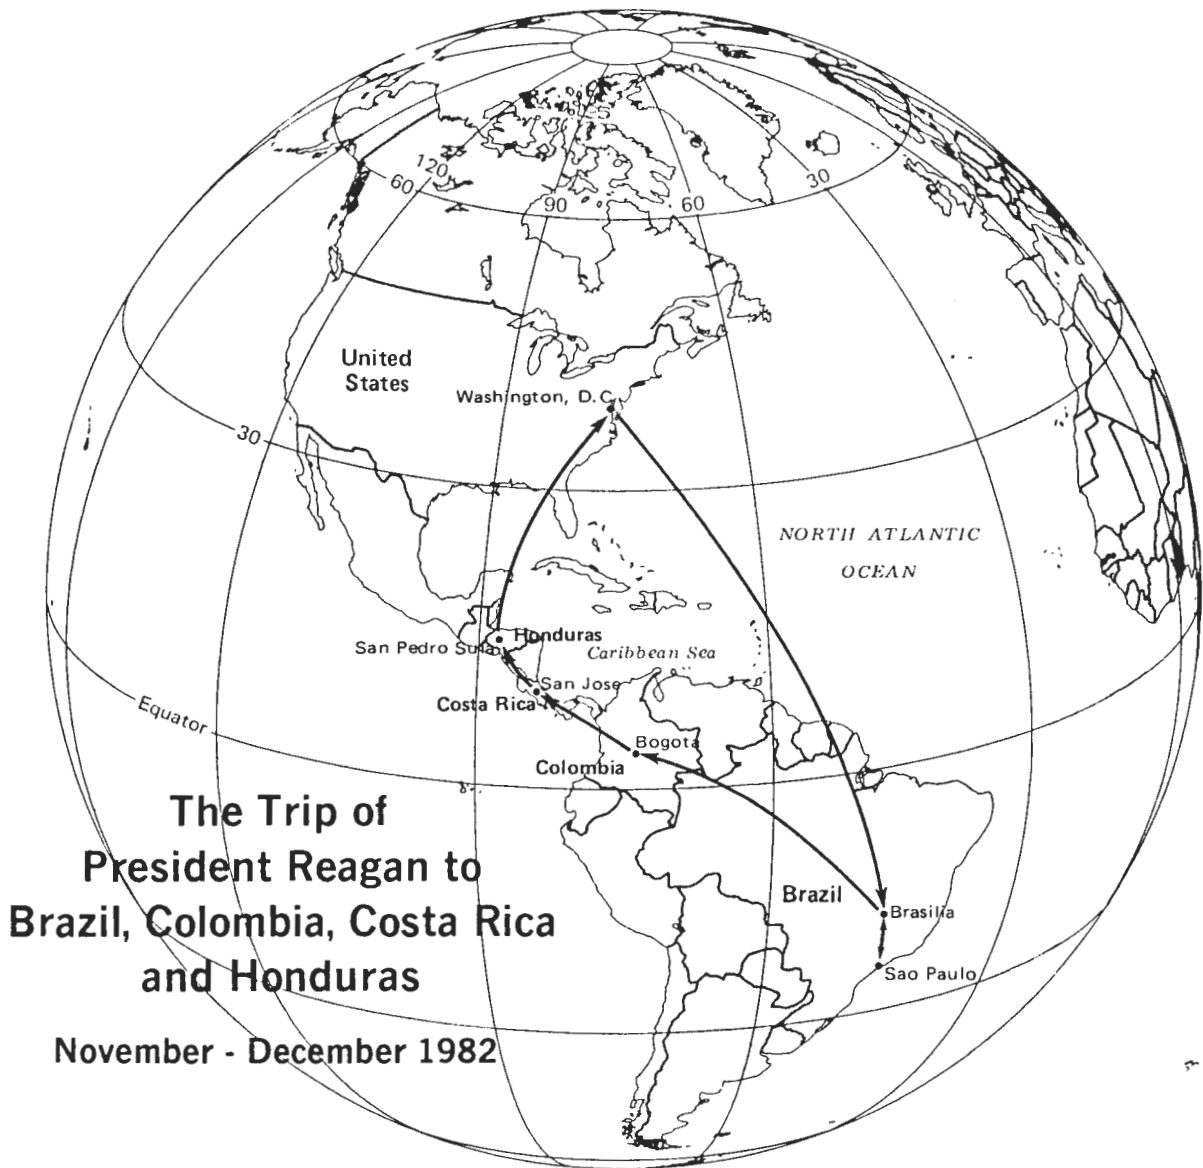 120
60
90
60
30
United
States
Washington, D.C.
30
NORTH ATLANTIC
OCEAN
Honduras
San Pedro Sula
Caribbean Sea
San Jose
Costa Rica
Equator
Bogota
Colombia
The Trip of
President Reagan to
Brazil, Colombia, Costa Rica
and Honduras
Brazil
Brasilia
Sao Paulo
November - December 1982